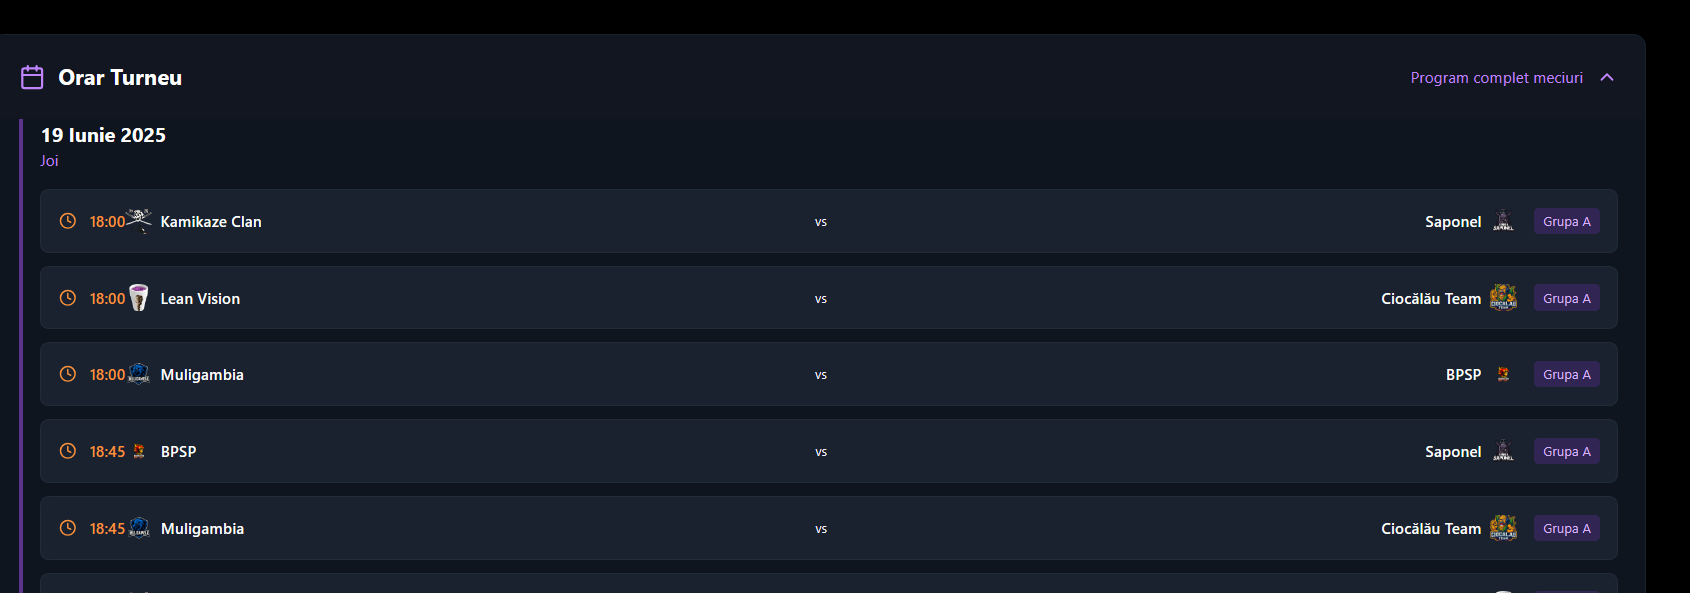 Orar Turneu
Program complet meciuri
19 Iunie 2025
Joi
18:00 Kamikaze Clan vs Saponel Grupa A
18:00 Lean Vision vs Ciocălău Team Grupa A
18:00 Muligambia vs BPSP Grupa A
18:45 BPSP vs Saponel Grupa A
18:45 Muligambia vs Ciocălău Team Grupa A